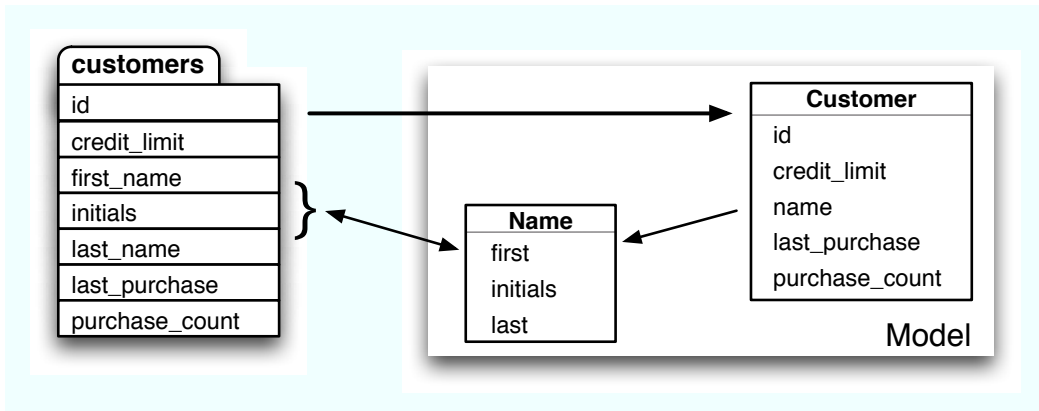 customers
id
credit_limit
first_name
initials
last_name
last_purchase
purchase_count
}
Name
first
initials
last
Customer
id
credit_limit
name
last_purchase
purchase_count
Model